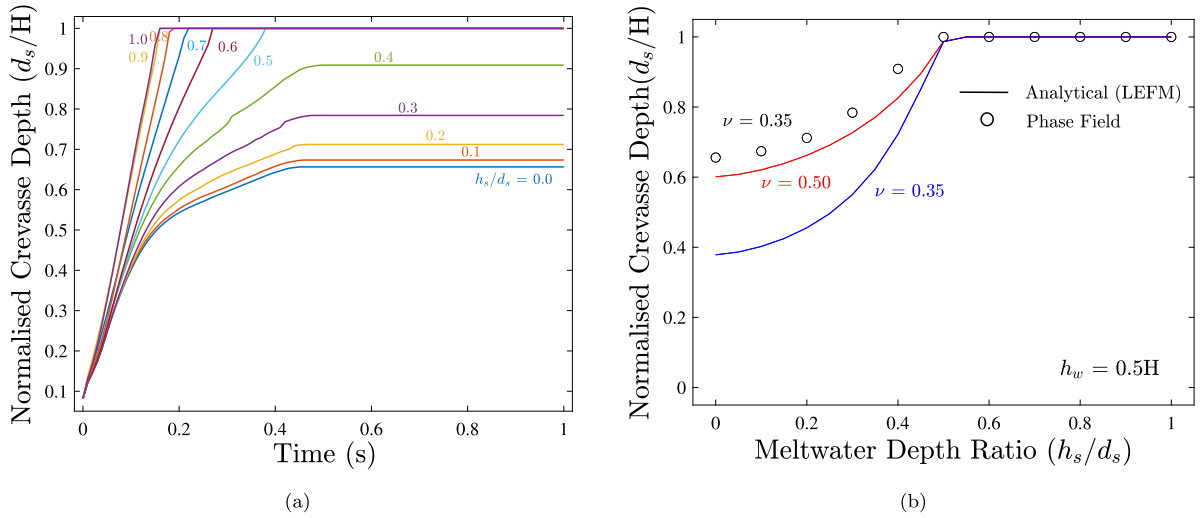 Normalised Crevasse Depth (d_s/H)
1
0.9
0.8
0.7
0.6
0.5
0.4
0.3
0.2
0.1
1.0
0.8
0.9
0.7
0.6
0.5
0.4
0.3
0.2
0.1
h_s/d_s = 0.0
0 0.2 0.4 0.6 0.8 1
Time (s)
(a)
Normalised Crevasse Depth(d_s/H)
1
0.8
0.6
0.4
0.2
0
Analytical (LEFM)
Phase Field
ν = 0.35
ν = 0.50
ν = 0.35
h_w = 0.5H
0 0.2 0.4 0.6 0.8 1
Meltwater Depth Ratio (h_s/d_s)
(b)